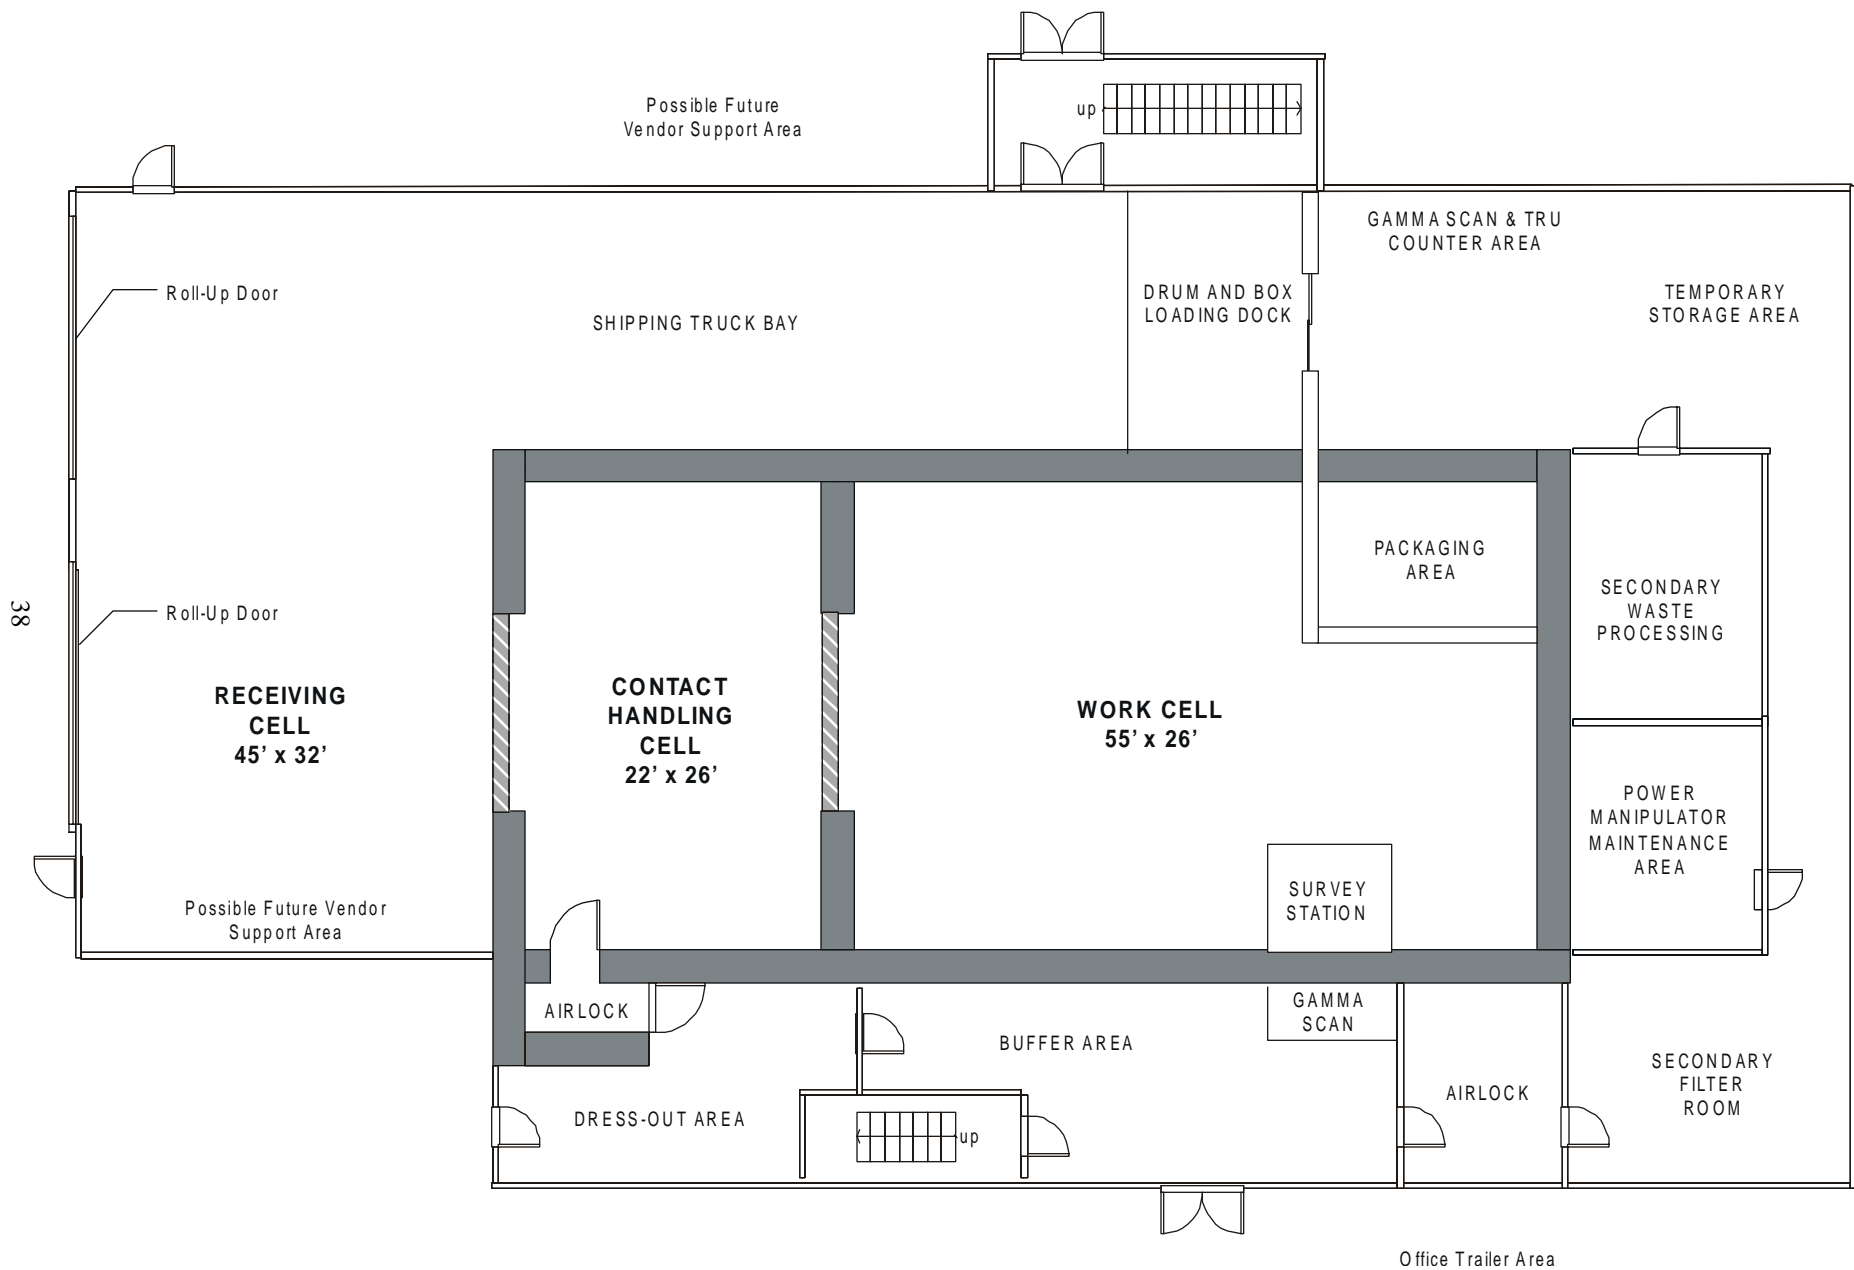 Possible Future
Vendor Support Area
up
GAMMA SCAN & TRU
COUNTER AREA
Roll-Up Door
SHIPPING TRUCK BAY
DRUM AND BOX
LOADING DOCK
TEMPORARY
STORAGE AREA
PACKAGING
AREA
SECONDARY
WASTE
PROCESSING
38
Roll-Up Door
RECEIVING
CELL
45’ x 32’
CONTACT
HANDLING
CELL
22’ x 26’
WORK CELL
55’ x 26’
POWER
MANIPULATOR
MAINTENANCE
AREA
SURVEY
STATION
Possible Future Vendor
Support Area
AIRLOCK
GAMMA
SCAN
BUFFER AREA
DRESS-OUT AREA
up
AIRLOCK
SECONDARY
FILTER
ROOM
Office Trailer Area